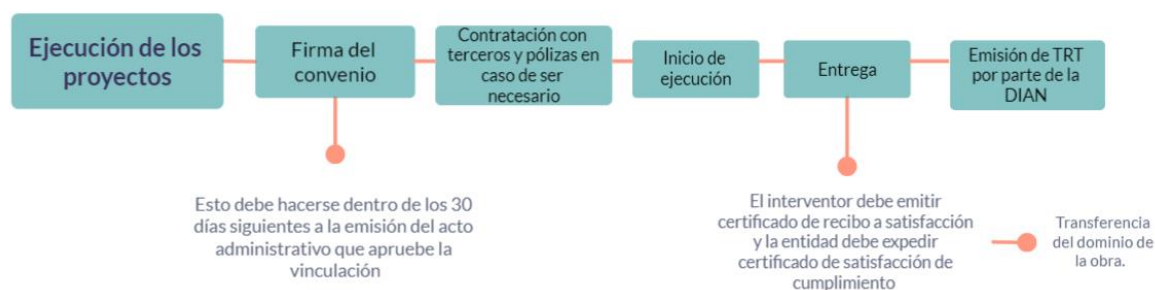 Ejecución de los
proyectos
Firma del
convenio
Contratación con
terceros y pólizas en
caso de ser
necesario
Inicio de
ejecución
Entrega
Emisión de TRT
por parte de la
DIAN
Esto debe hacerse dentro de los 30
días siguientes a la emisión del acto
administrativo que apruebe la
vinculación
El interventor debe emitir
certificado de recibo a satisfacción
y la entidad debe expedir
certificado de satisfacción de
cumplimiento
Transferencia
del dominio de
la obra.